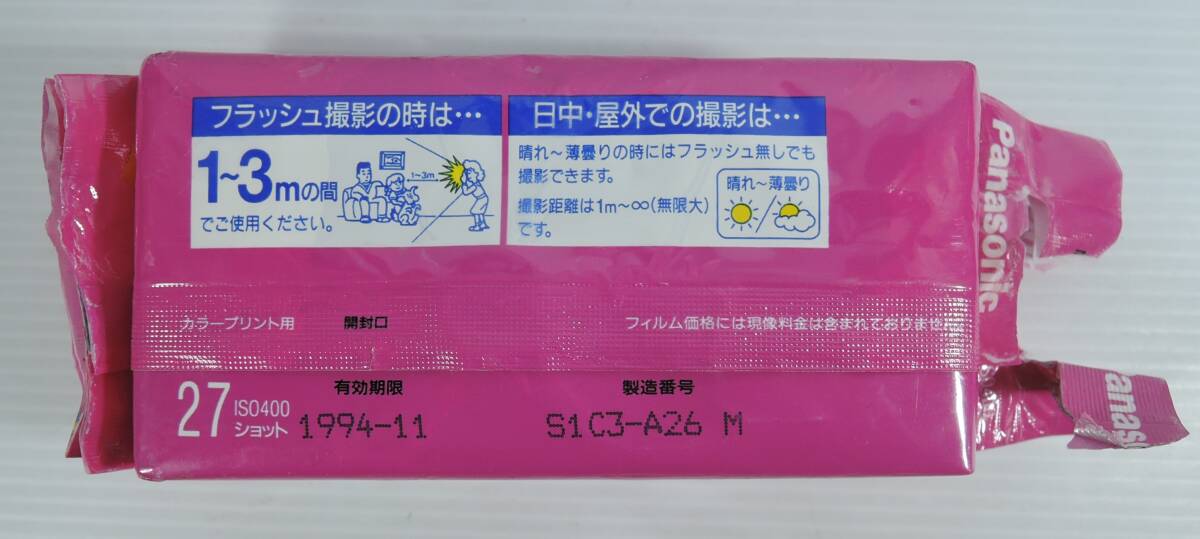 フラッシュ撮影の時は…
1~3mの間
でご使用ください。
1~3m
日中・屋外での撮影は…
晴れ~薄曇りの時にはフラッシュ無しでも
撮影できます。
撮影距離は1m~∞(無限大)
です。
晴れ~薄曇り
カラープリント用
開封口
フィルム価格には現像料金は含まれておりません。
27
ISO400
ショット
有効期限
1994-11
製造番号
S1C3-A26 M
Panasonic
anaso